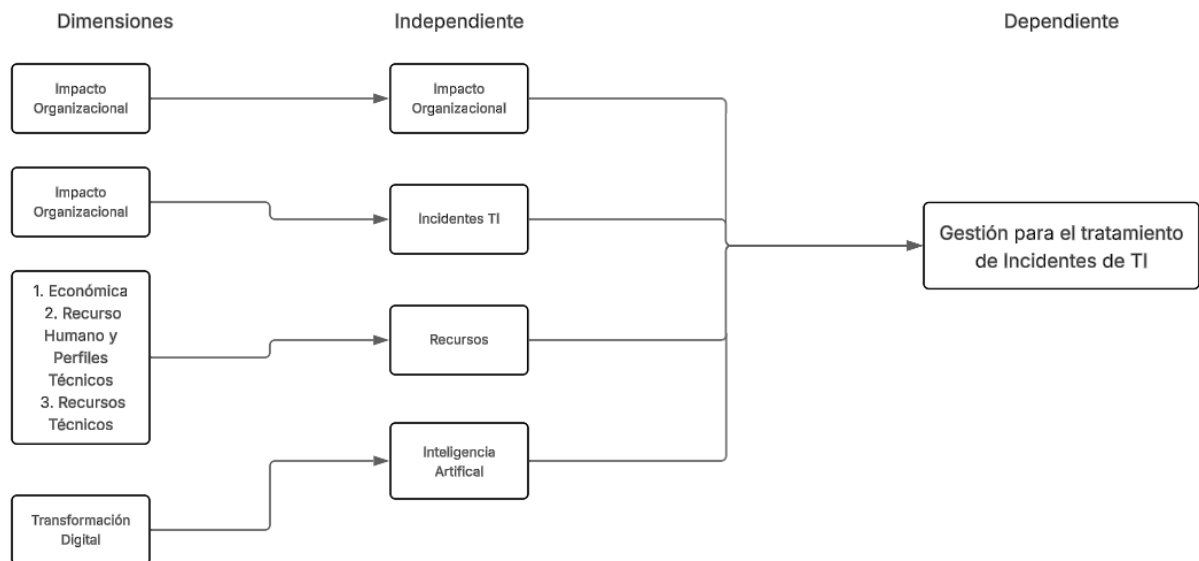 Dimensiones
Independiente
Dependiente
Impacto
Organizacional
Impacto
Organizacional
Impacto
Organizacional
Incidentes TI
Gestión para el tratamiento
de Incidentes de TI
1. Económica
2. Recurso
Humano y
Perfiles
Técnicos
3. Recursos
Técnicos
Recursos
Inteligencia
Artifical
Transformación
Digital